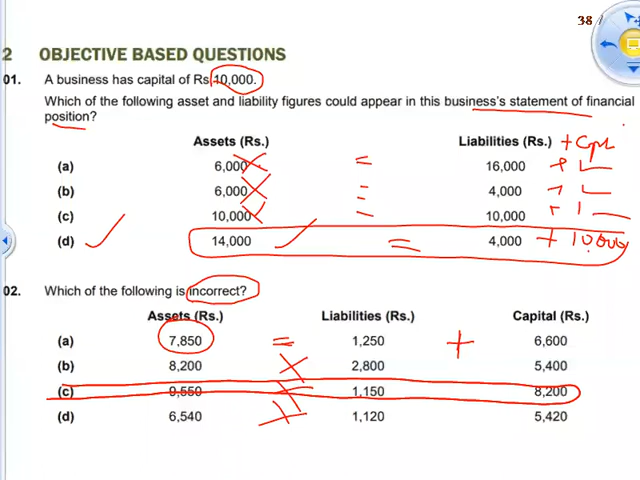 38 /
2 OBJECTIVE BASED QUESTIONS
01. A business has capital of Rs 10,000.
Which of the following asset and liability figures could appear in this business's statement of financial
position?
Assets (Rs.) Liabilities (Rs.) +
(a) 6,000 = 16,000 +
(b) 6,000 = 4,000 +
(c) 10,000 = 10,000 +
(d) 14,000 = 4,000 + 10,000
02. Which of the following is incorrect?
Assets (Rs.) Liabilities (Rs.) Capital (Rs.)
(a) 7,850 = 1,250 + 6,600
(b) 8,200 2,800 5,400
(c) 9,550 1,150 8,200
(d) 6,540 1,120 5,420